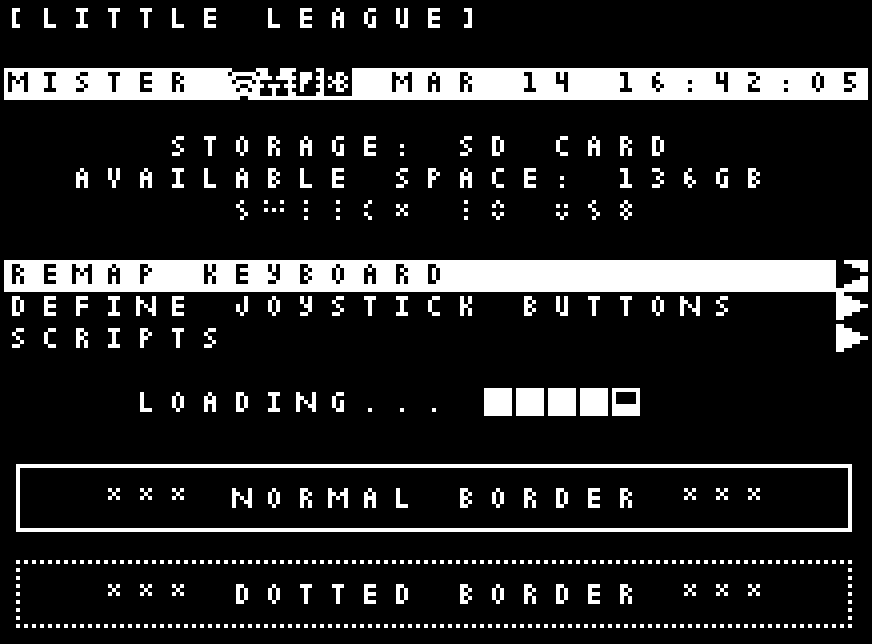 [LITTLE LEAGUE]
MISTER MAR 14 16:42:05
STORAGE: SD CARD
AVAILABLE SPACE: 136GB
REMAP KEYBOARD
DEFINE JOYSTICK BUTTONS
SCRIPTS
LOADING...
*** NORMAL BORDER ***
*** DOTTED BORDER ***